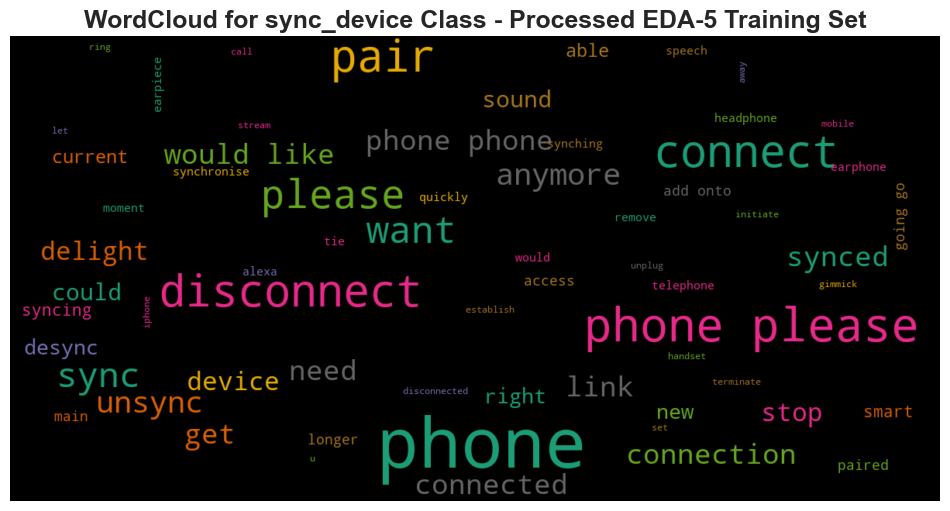 WordCloud for sync_device Class - Processed EDA-5 Training Set
ring
call
pair
able
speech
earpiece
away
sound
headphone
let
stream
mobile
phone phone
synching
connect
current
would like
synchronise
anymore
earphone
please
quickly
add onto
going go
moment
want
remove
initiate
tie
delight
would
synced
alexa
access
unplug
could
disconnect
telephone
gimmick
syncing
iphone
establish
phone please
desync
handset
sync
device
need
disconnected
link
terminate
unsync
right
new
stop
smart
main
get
longer
phone
set
u
connection
paired
connected